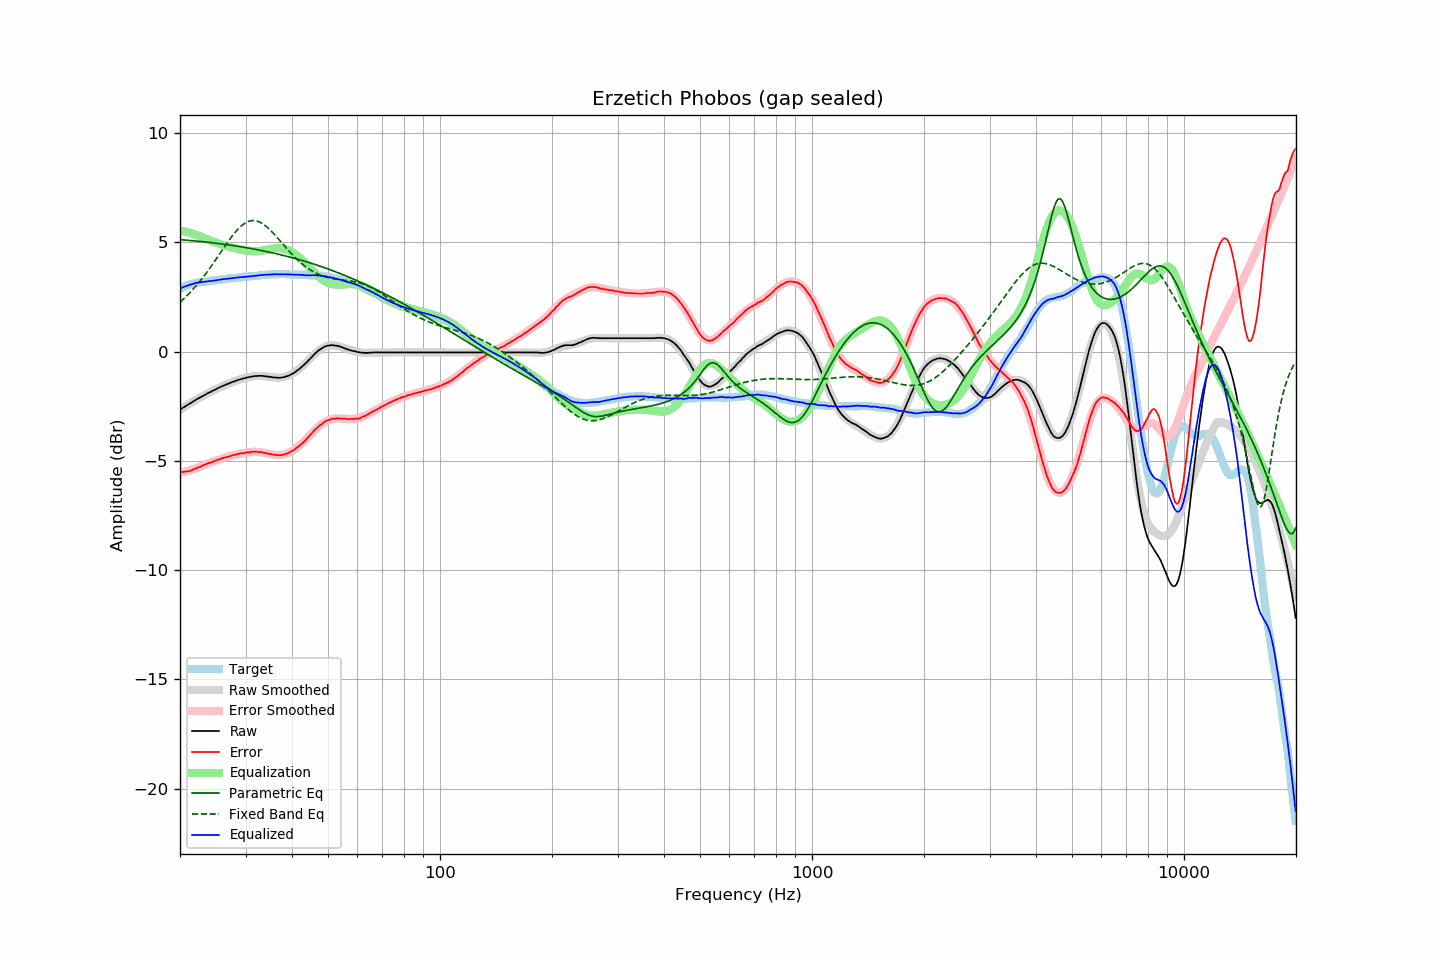 Erzetich Phobos (gap sealed)
10
5
0
−5
−10
−15
−20
Amplitude (dBr)
Target
Raw Smoothed
Error Smoothed
Raw
Error
Equalization
Parametric Eq
Fixed Band Eq
Equalized
100 1000 10000
Frequency (Hz)